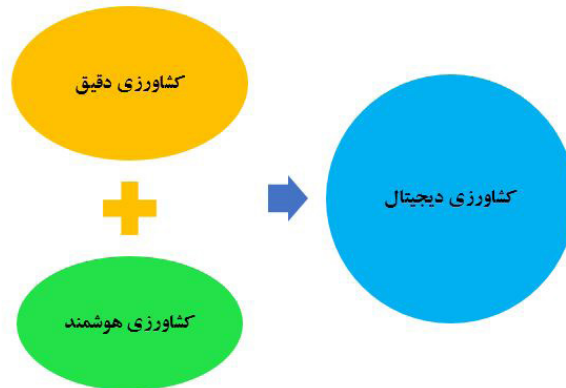 کشاورزی دقیق
کشاورزی هوشمند
کشاورزی دیجیتال